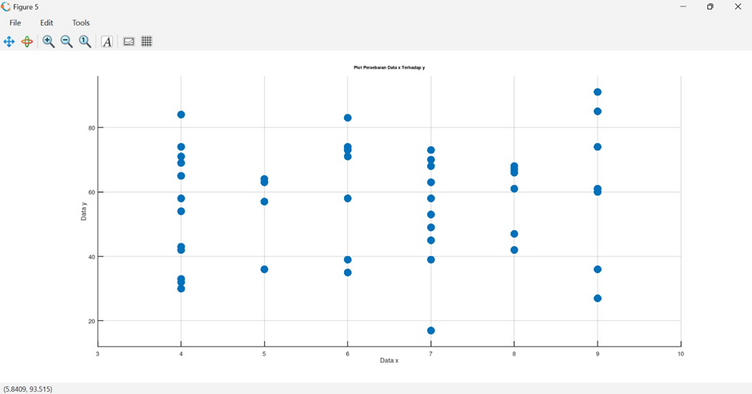 Figure 5
File Edit Tools
A
Plot Persebaran Data x Terhadap y
Data y
80
60
40
20
3 4 5 6 7 8 9 10
Data x
(5.8409, 93.515)